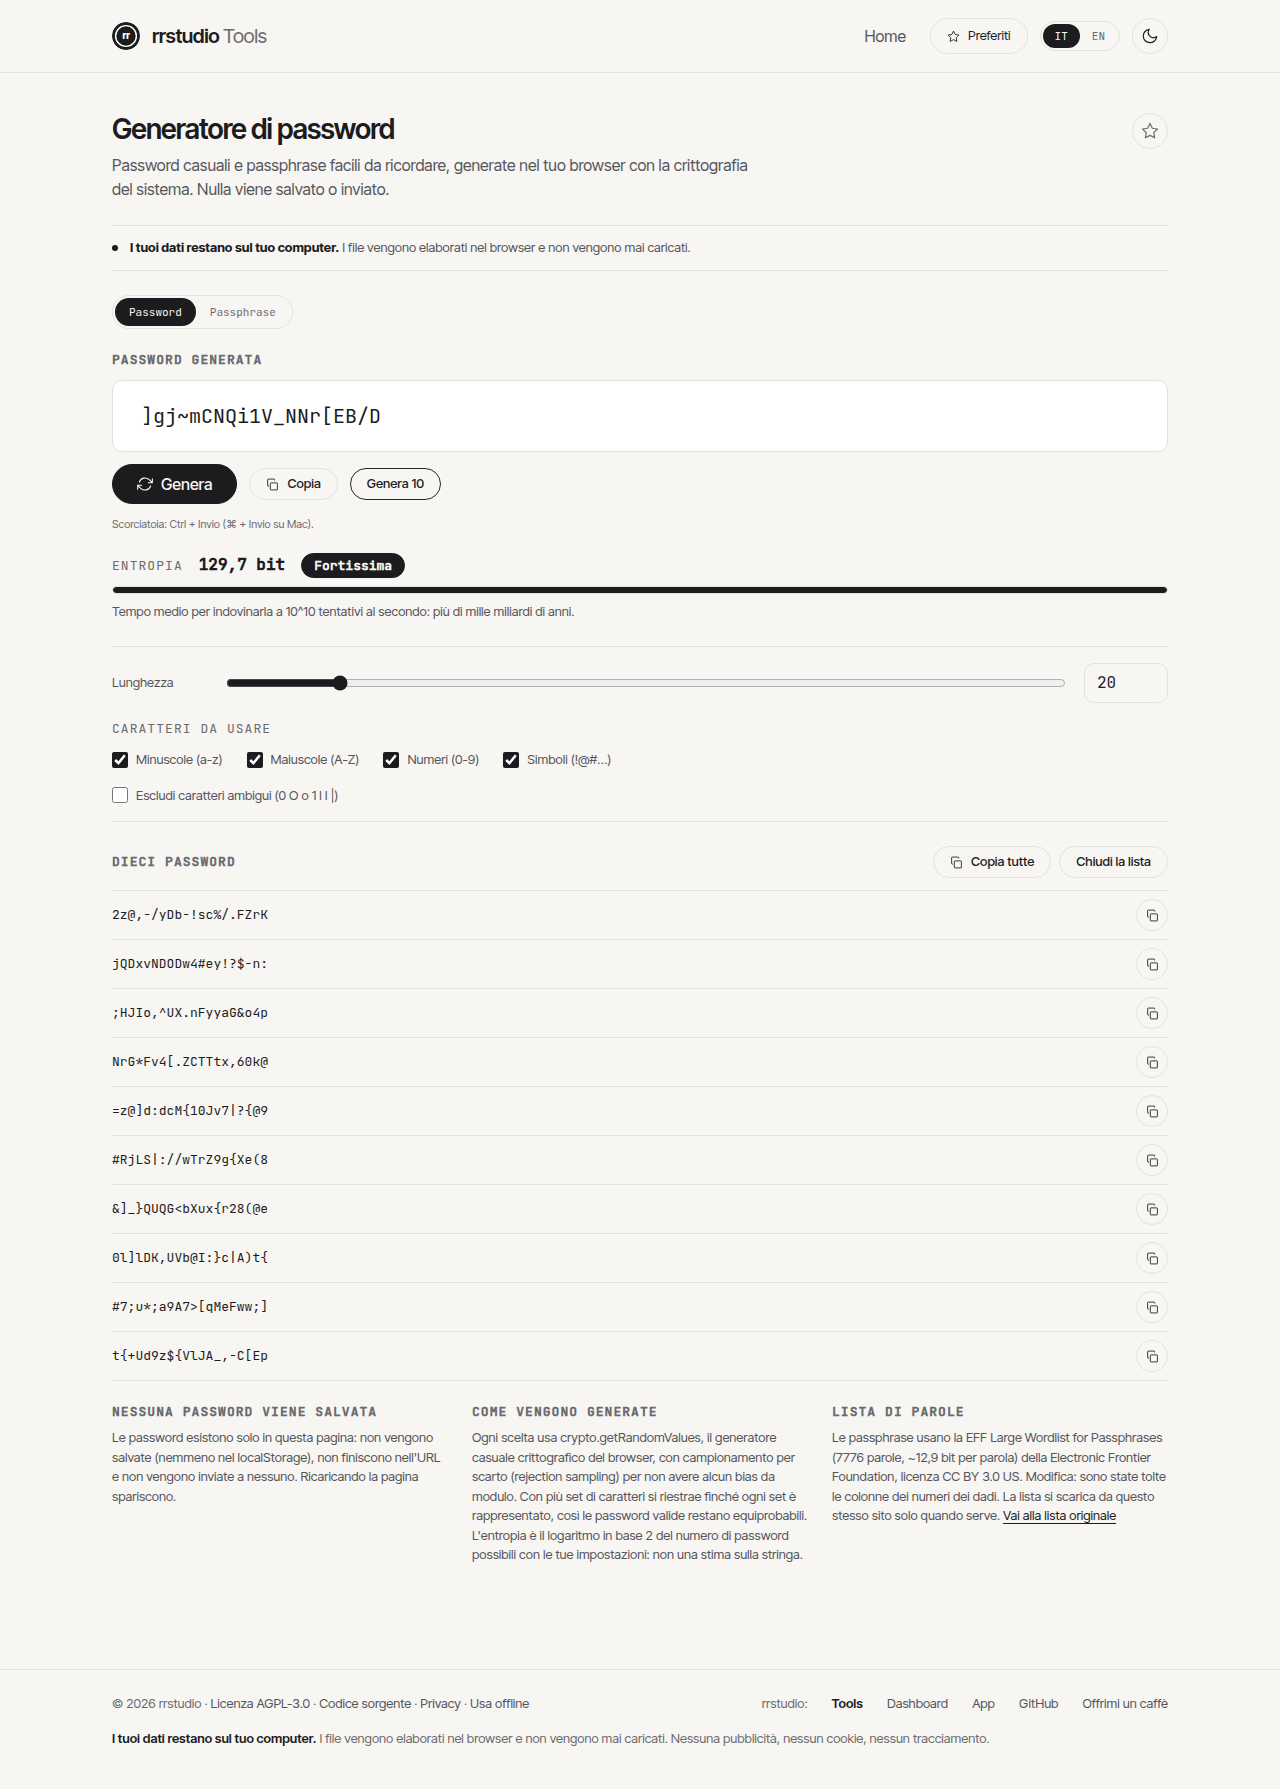 rr rrstudio Tools
Home
Preferiti
IT EN
Generatore di password
Password casuali e passphrase facili da ricordare, generate nel tuo browser con la crittografia
del sistema. Nulla viene salvato o inviato.
I tuoi dati restano sul tuo computer. I file vengono elaborati nel browser e non vengono mai caricati.
Password Passphrase
PASSWORD GENERATA
]gj~mCNQi1V_NNr[EB/D
Genera
Copia
Genera 10
Scorciatoia: Ctrl + Invio (⌘ + Invio su Mac).
ENTROPIA 129,7 bit Fortissima
Tempo medio per indovinarla a 10^10 tentativi al secondo: più di mille miliardi di anni.
Lunghezza 20
CARATTERI DA USARE
Minuscole (a-z) Maiuscole (A-Z) Numeri (0-9) Simboli (!@#…)
Escludi caratteri ambigui (0 O o 1 l I |)
DIECI PASSWORD
Copia tutte
Chiudi la lista
2z@,-/yDb-!sc%/.FZrK
jQDxvNDODw4#ey!?$-n:
;HJIo,^UX.nFyyaG&o4p
NrG*Fv4[.ZCTTtx,60k@
=z@]d:dcM{10Jv7|?{@9
#RjLS|://wTrZ9g{Xe(8
&]_}QUQG<bXux{r28(@e
0l]lDK,UVb@I:}c|A)t{
#7;u*;a9A7>[qMeFww;]
t{+Ud9z${VlJA_,-C[Ep
NESSUNA PASSWORD VIENE SALVATA
Le password esistono solo in questa pagina: non vengono
salvate (nemmeno nel localStorage), non finiscono nell'URL
e non vengono inviate a nessuno. Ricaricando la pagina
spariscono.
COME VENGONO GENERATE
Ogni scelta usa crypto.getRandomValues, il generatore
casuale crittografico del browser, con campionamento per
scarto (rejection sampling) per non avere alcun bias da
modulo. Con più set di caratteri si riestrae finché ogni set è
rappresentato, così le password valide restano equiprobabili.
L'entropia è il logaritmo in base 2 del numero di password
possibili con le tue impostazioni: non una stima sulla stringa.
LISTA DI PAROLE
Le passphrase usano la EFF Large Wordlist for Passphrases
(7776 parole, ~12,9 bit per parola) della Electronic Frontier
Foundation, licenza CC BY 3.0 US. Modifica: sono state tolte
le colonne dei numeri dei dadi. La lista si scarica da questo
stesso sito solo quando serve. Vai alla lista originale
© 2026 rrstudio · Licenza AGPL-3.0 · Codice sorgente · Privacy · Usa offline
rrstudio: Tools Dashboard App GitHub Offrimi un caffè
I tuoi dati restano sul tuo computer. I file vengono elaborati nel browser e non vengono mai caricati. Nessuna pubblicità, nessun cookie, nessun tracciamento.